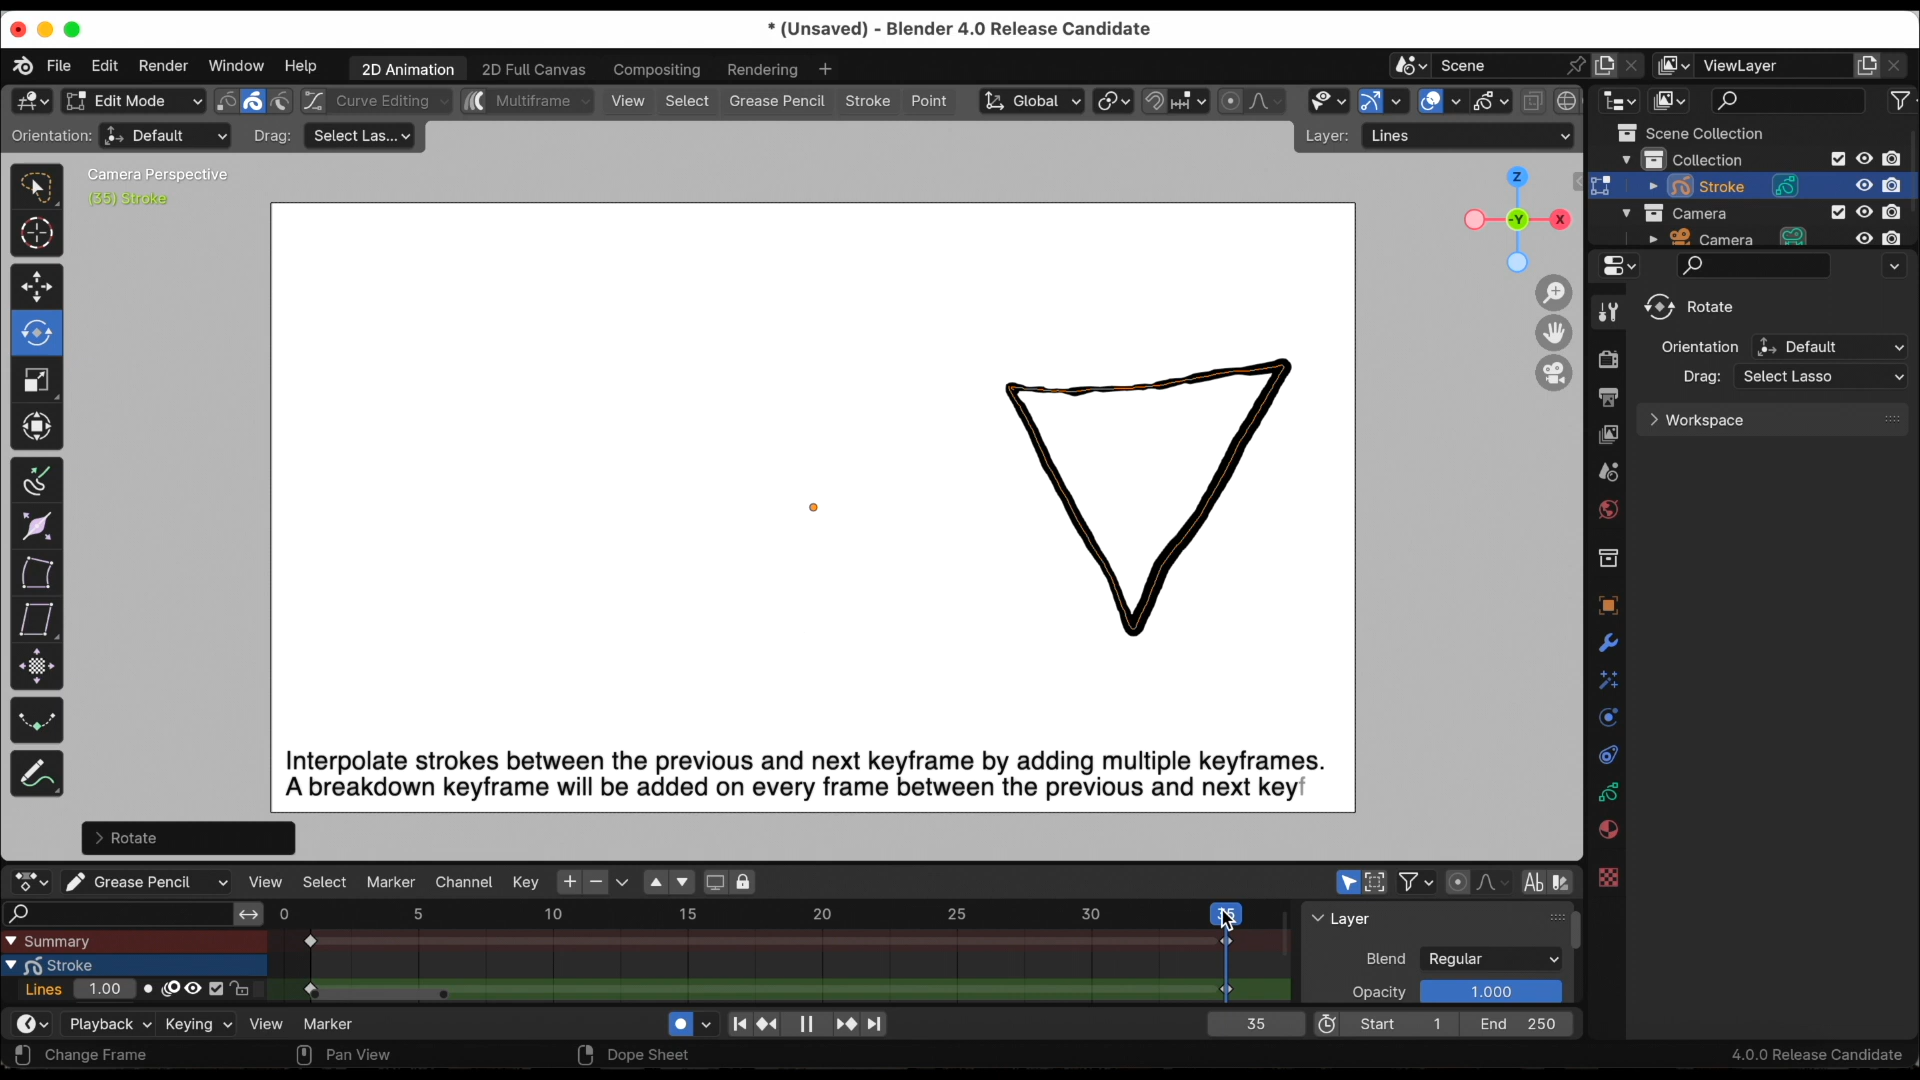 * (Unsaved) - Blender 4.0 Release Candidate
File Edit Render Window Help 2D Animation 2D Full Canvas Compositing Rendering + Scene ViewLayer
Edit Mode Curve Editing Multiframe View Select Grease Pencil Stroke Point Global
Orientation: Default Drag: Select Las... Layer: Lines
Scene Collection
Collection
Stroke
Camera
Camera
Camera Perspective
(35) Stroke
Z
-Y X
Rotate
Orientation Default
Drag: Select Lasso
Workspace
Interpolate strokes between the previous and next keyframe by adding multiple keyframes.
A breakdown keyframe will be added on every frame between the previous and next keyf
Rotate
Grease Pencil View Select Marker Channel Key
0 5 10 15 20 25 30 35
Layer
Summary
Blend Regular
Stroke
Lines 1.00
Opacity 1.000
Playback Keying View Marker 35 Start 1 End 250
Change Frame Pan View Dope Sheet 4.0.0 Release Candidate